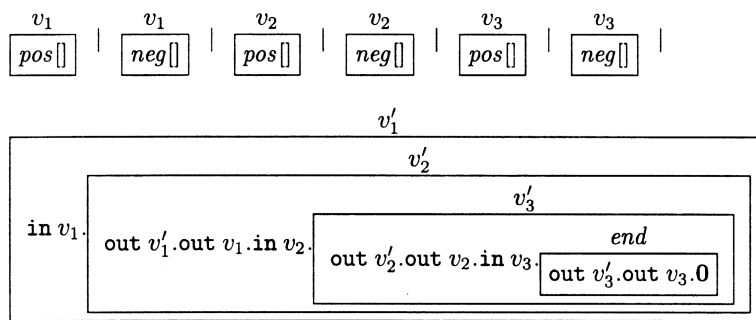 v₁ v₁ v₂ v₂ v₃ v₃
pos[] | neg[] | pos[] | neg[] | pos[] | neg[] |
v′₁
v′₂
v′₃
end
in v₁. out v′₁.out v₁.in v₂. out v′₂.out v₂.in v₃. out v′₃.out v₃.0